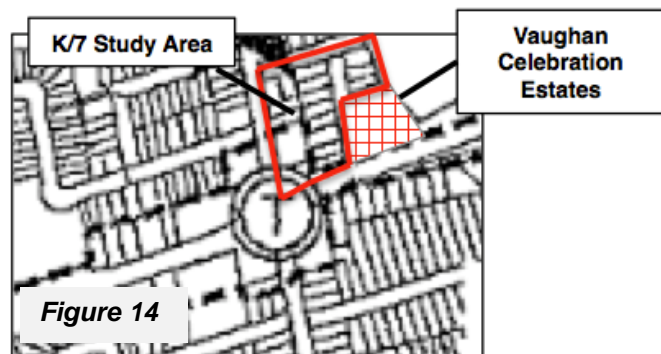 K/7 Study Area
Vaughan
Celebration
Estates
Figure 14